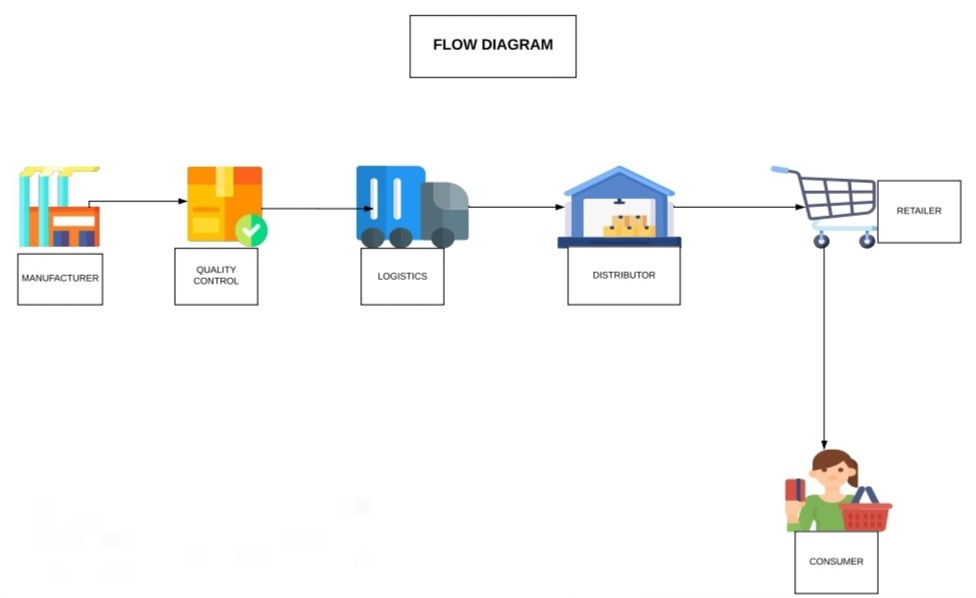 FLOW DIAGRAM
MANUFACTURER
QUALITY
CONTROL
LOGISTICS
DISTRIBUTOR
RETAILER
CONSUMER